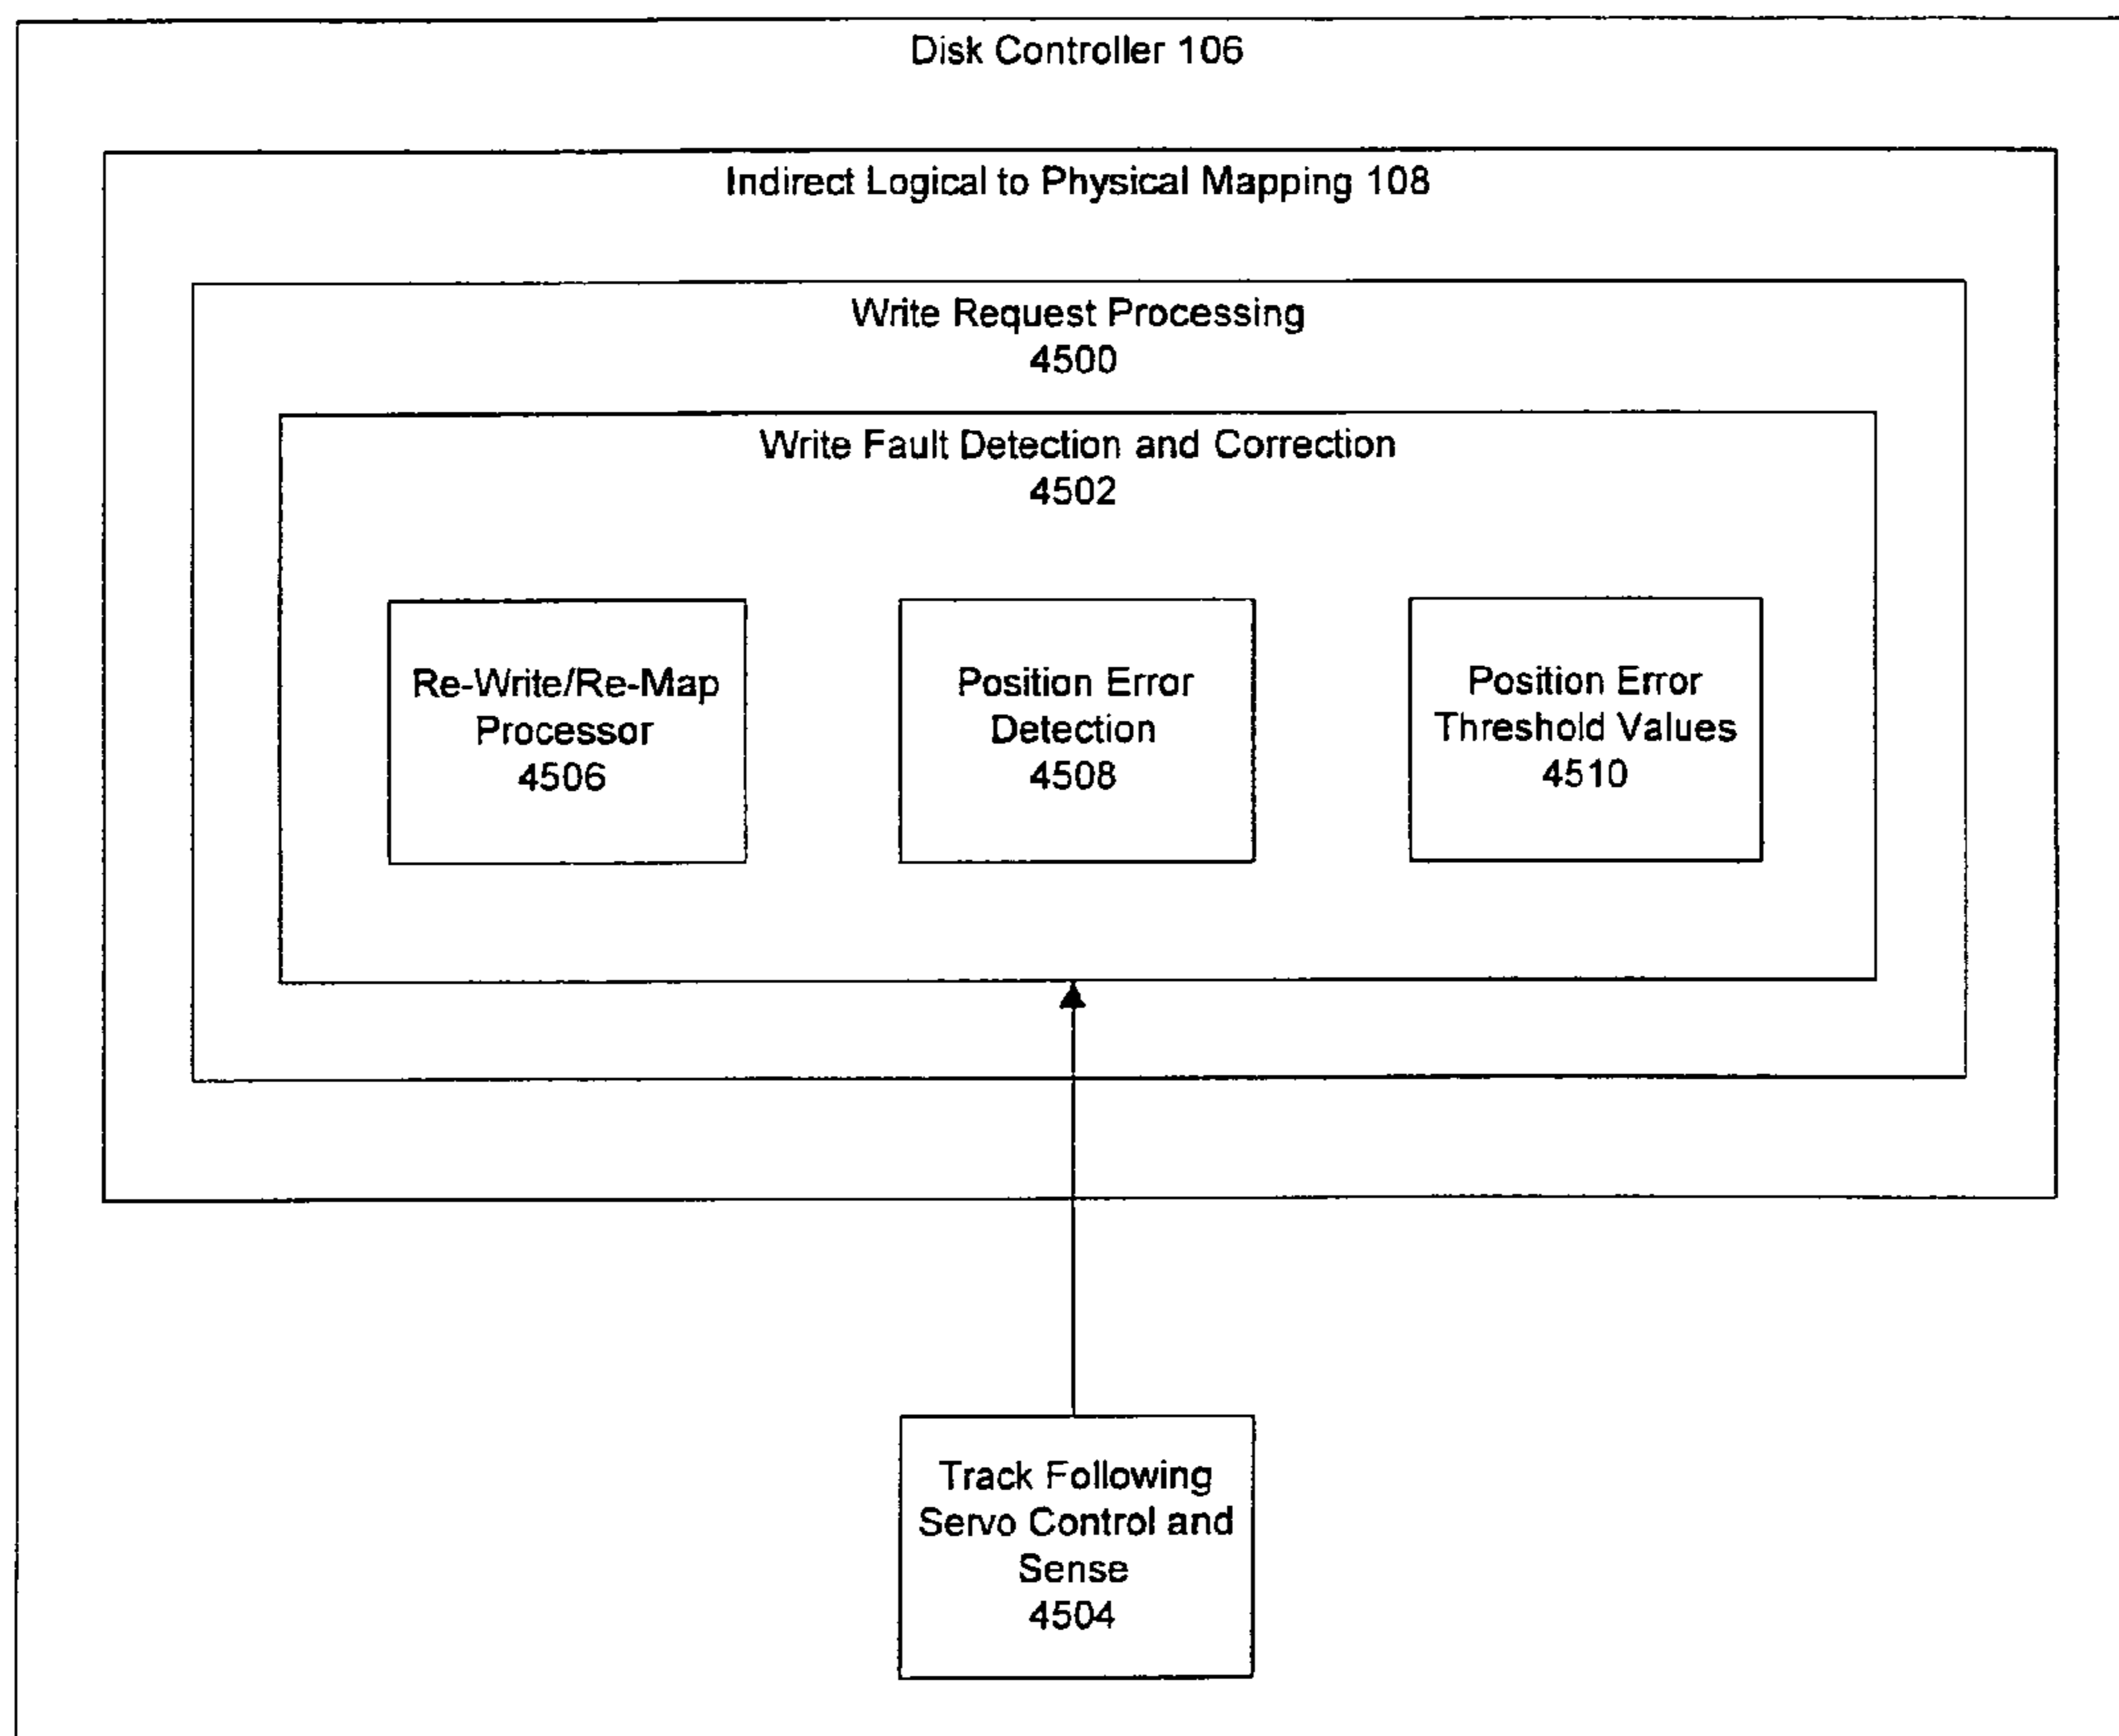 Disk Controller 106
Indirect Logical to Physical Mapping 108
Write Request Processing
4500
Write Fault Detection and Correction
4502
Re-Write/Re-Map
Processor
4506
Position Error
Detection
4508
Position Error
Threshold Values
4510
Track Following
Servo Control and
Sense
4504